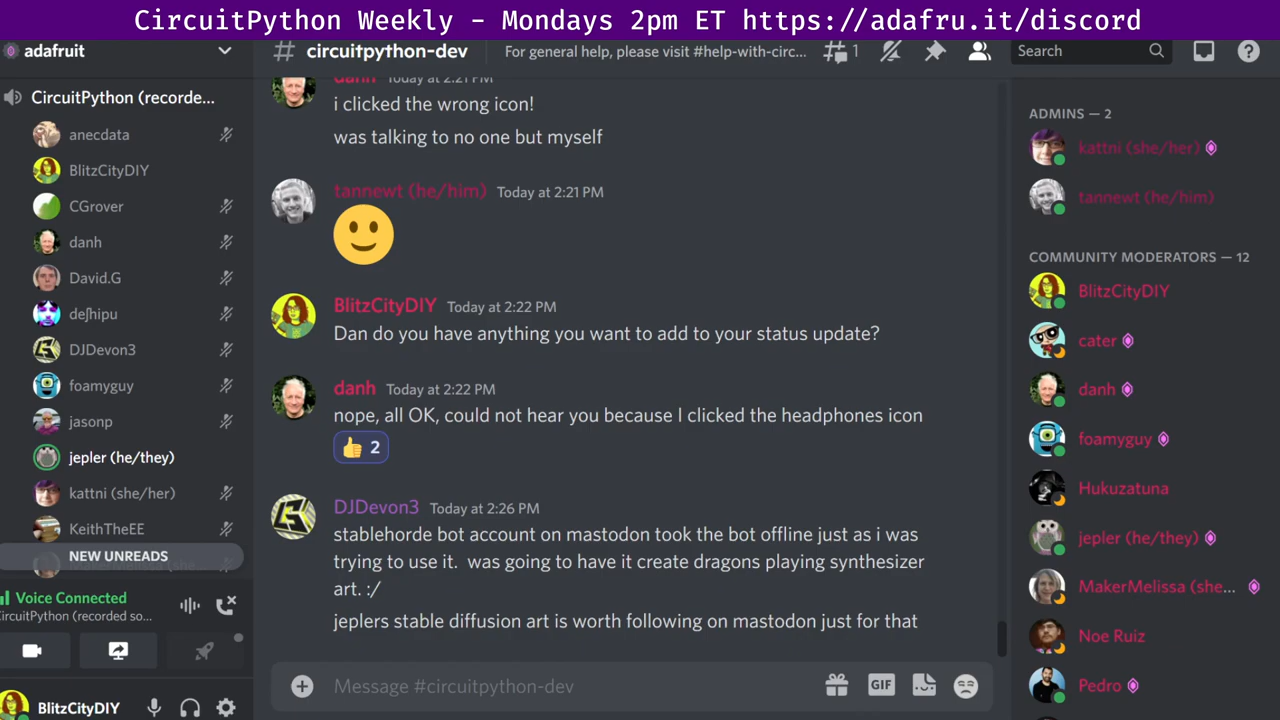 CircuitPython Weekly - Mondays 2pm ET https://adafru.it/discord
adafruit
# circuitpython-dev
For general help, please visit #help-with-circ...
1
Search
CircuitPython (recorde...
anecdata
BlitzCityDIY
CGrover
danh
David.G
deʃhipu
DJDevon3
foamyguy
jasonp
jepler (he/they)
kattni (she/her)
KeithTheEE
NEW UNREADS
Voice Connected
CircuitPython (recorded so...
BlitzCityDIY
danh Today at 2:21 PM
i clicked the wrong icon!
was talking to no one but myself
tannewt (he/him) Today at 2:21 PM
BlitzCityDIY Today at 2:22 PM
Dan do you have anything you want to add to your status update?
danh Today at 2:22 PM
nope, all OK, could not hear you because I clicked the headphones icon
2
DJDevon3 Today at 2:26 PM
stablehorde bot account on mastodon took the bot offline just as i was
trying to use it. was going to have it create dragons playing synthesizer
art. :/
jeplers stable diffusion art is worth following on mastodon just for that
Message #circuitpython-dev
GIF
ADMINS — 2
kattni (she/her)
tannewt (he/him)
COMMUNITY MODERATORS — 12
BlitzCityDIY
cater
danh
foamyguy
Hukuzatuna
jepler (he/they)
MakerMelissa (she...
Noe Ruiz
Pedro